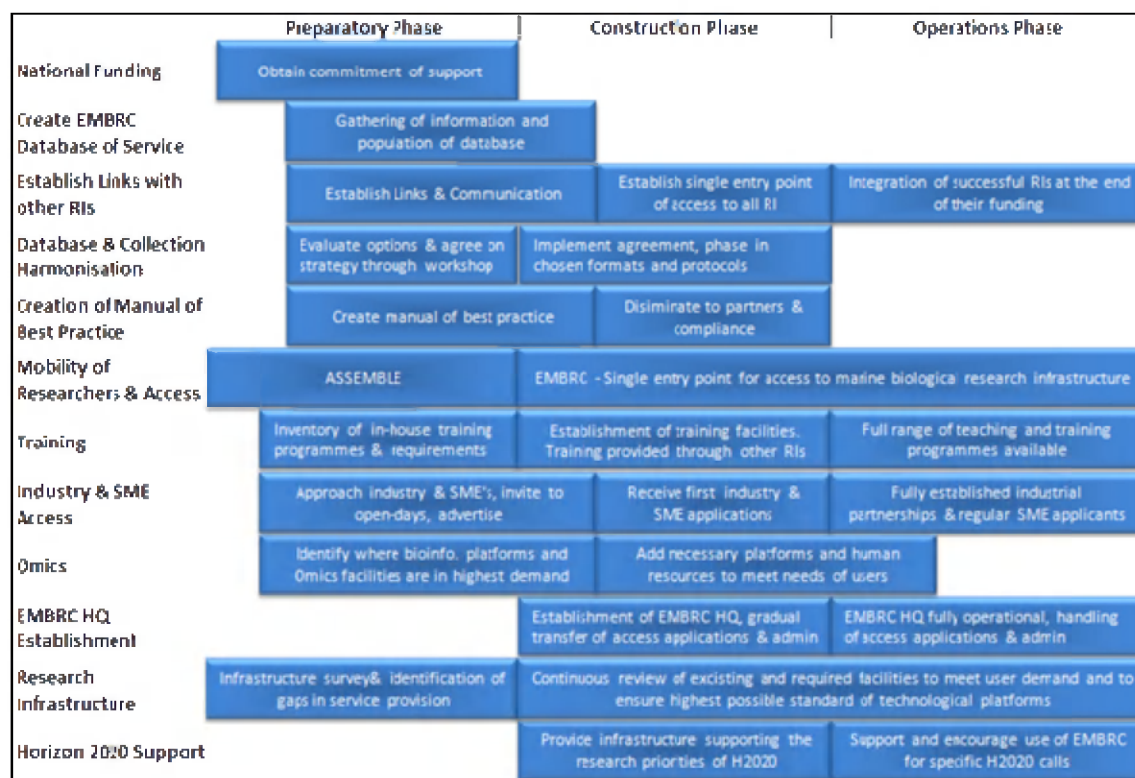 Preparatory Phase
Construction Phase
Operations Phase
National Funding
Obtain commitment of support
Create EMBRC
Database of Service
Gathering of information and
population of database
Establish Links with
other RIs
Establish Links & Communication
Establish single entry point
of access to all RI
Integration of successful RIs at the end
of their funding
Database & Collection
Harmonisation
Evaluate options & agree on
strategy through workshop
Implement agreement, phase in
chosen formats and protocols
Creation of Manual of
Best Practice
Create manual of best practice
Disiminate to partners &
compliance
Mobility of
Researchers & Access
ASSEMBLE
EMBRC - Single entry point for access to marine biological research infrastructure
Training
Inventory of in-house training
programmes & requirements
Establishment of training facilities.
Training provided through other RIs
Full range of teaching and training
programmes available
Industry & SME
Access
Approach industry & SME's, invite to
open-days, advertise
Receive first industry &
SME applications
Fully established industrial
partnerships & regular SME applicants
Omics
Identify where bioinfo. platforms and
Omics facilities are in highest demand
Add necessary platforms and human
resources to meet needs of users
EMBRC HQ
Establishment
Establishment of EMBRC HQ, gradual
transfer of access applications & admin
EMBRC HQ fully operational, handling
of access applications & admin
Research
Infrastructure
Infrastructure survey& identification of
gaps in service provision
Continuous review of excisting and required facilities to meet user demand and to
ensure highest possible standard of technological platforms
Horizon 2020 Support
Provice infrastructure supporting the
research priorities of H2020
Support and encourage use of EMBRC
for specific H2020 calls